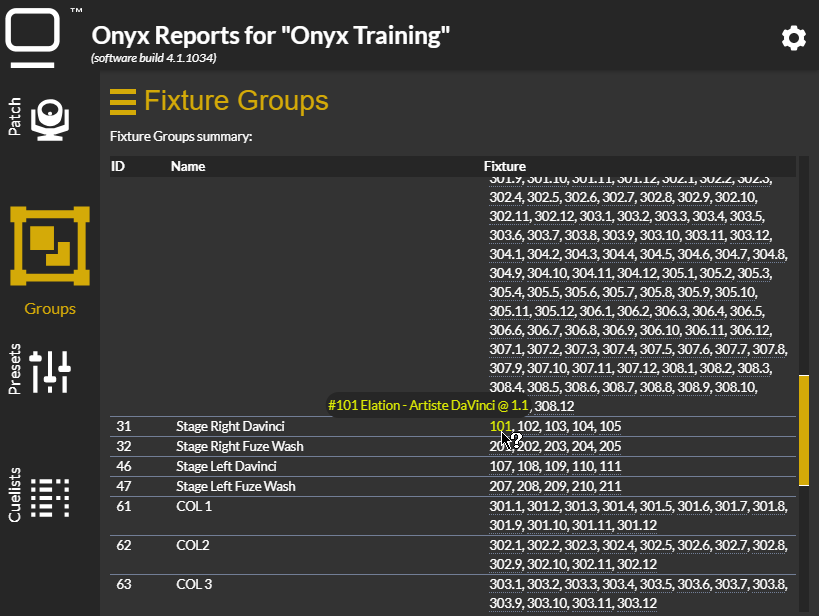 ™
Onyx Reports for "Onyx Training"
(software build 4.1.1034)
Patch
Groups
Presets
Cuelists
Fixture Groups
Fixture Groups summary:
ID Name Fixture
301.9, 301.10, 301.11, 301.12, 302.1, 302.2, 302.3,
302.4, 302.5, 302.6, 302.7, 302.8, 302.9, 302.10,
302.11, 302.12, 303.1, 303.2, 303.3, 303.4, 303.5,
303.6, 303.7, 303.8, 303.9, 303.10, 303.11, 303.12,
304.1, 304.2, 304.3, 304.4, 304.5, 304.6, 304.7, 304.8,
304.9, 304.10, 304.11, 304.12, 305.1, 305.2, 305.3,
305.4, 305.5, 305.6, 305.7, 305.8, 305.9, 305.10,
305.11, 305.12, 306.1, 306.2, 306.3, 306.4, 306.5,
306.6, 306.7, 306.8, 306.9, 306.10, 306.11, 306.12,
307.1, 307.2, 307.3, 307.4, 307.5, 307.6, 307.7, 307.8,
307.9, 307.10, 307.11, 307.12, 308.1, 308.2, 308.3,
308.4, 308.5, 308.6, 308.7, 308.8, 308.9, 308.10,
#101 Elation - Artiste DaVinci @ 1.1 , 308.12
31 Stage Right Davinci 101, 102, 103, 104, 105
32 Stage Right Fuze Wash 202, 203, 204, 205
46 Stage Left Davinci 107, 108, 109, 110, 111
47 Stage Left Fuze Wash 207, 208, 209, 210, 211
61 COL 1 301.1, 301.2, 301.3, 301.4, 301.5, 301.6, 301.7, 301.8,
301.9, 301.10, 301.11, 301.12
62 COL2 302.1, 302.2, 302.3, 302.4, 302.5, 302.6, 302.7, 302.8,
302.9, 302.10, 302.11, 302.12
63 COL 3 303.1, 303.2, 303.3, 303.4, 303.5, 303.6, 303.7, 303.8,
303.9, 303.10, 303.11, 303.12